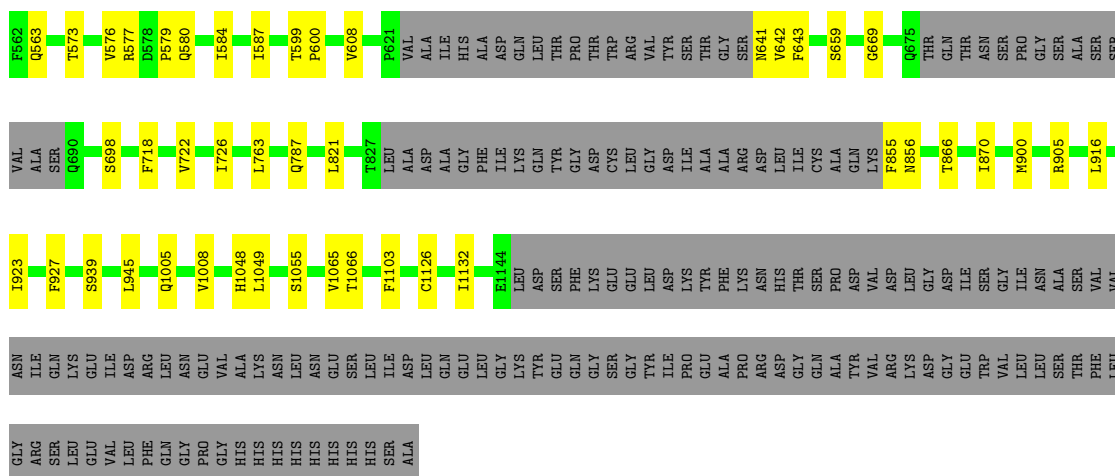 F562 Q563 T573 V576 R577 D578 P579 Q580 I584 I587 T599 P600 V608 P621 VAL ALA ILE HIS ALA ASP GLN LEU THR PRO THR TRP ARG VAL TYR SER THR GLY SER N641 V642 F643 S659 G669 Q675 THR GLN THR ASN SER PRO GLY SER ALA SER SER
VAL ALA SER Q690 S698 F718 V722 I726 L763 Q787 L821 T827 LEU ALA ASP ALA GLY PHE ILE LYS GLN TYR GLY ASP CYS LEU GLY ASP ILE ALA ALA ARG ASP LEU ILE CYS ALA GLN LYS F855 N856 T866 I870 M900 R905 L916
I923 F927 S939 L945 Q1005 V1008 H1048 L1049 S1055 V1065 T1066 F1103 C1126 I1132 E1144 LEU ASP SER PHE LYS GLU GLU LEU ASP LYS TYR PHE LYS ASN HIS THR SER PRO ASP VAL ASP LEU GLY ASP ILE SER GLY ILE ASN ALA SER VAL VAL
ASN ILE GLN LYS GLU ILE ASP ARG LEU ASN GLU VAL ALA LYS ASN LEU ASN GLU SER LEU ILE ASP LEU GLN GLU LEU GLY LYS TYR GLU GLN GLY SER GLY TYR ILE PRO GLU ALA PRO ARG ASP GLY GLN ALA TYR VAL ARG LYS ASP GLY GLU TRP VAL LEU LEU SER THR PHE LEU
GLY ARG SER LEU GLU VAL LEU PHE GLN GLY PRO GLY HIS HIS HIS HIS HIS HIS HIS HIS SER ALA